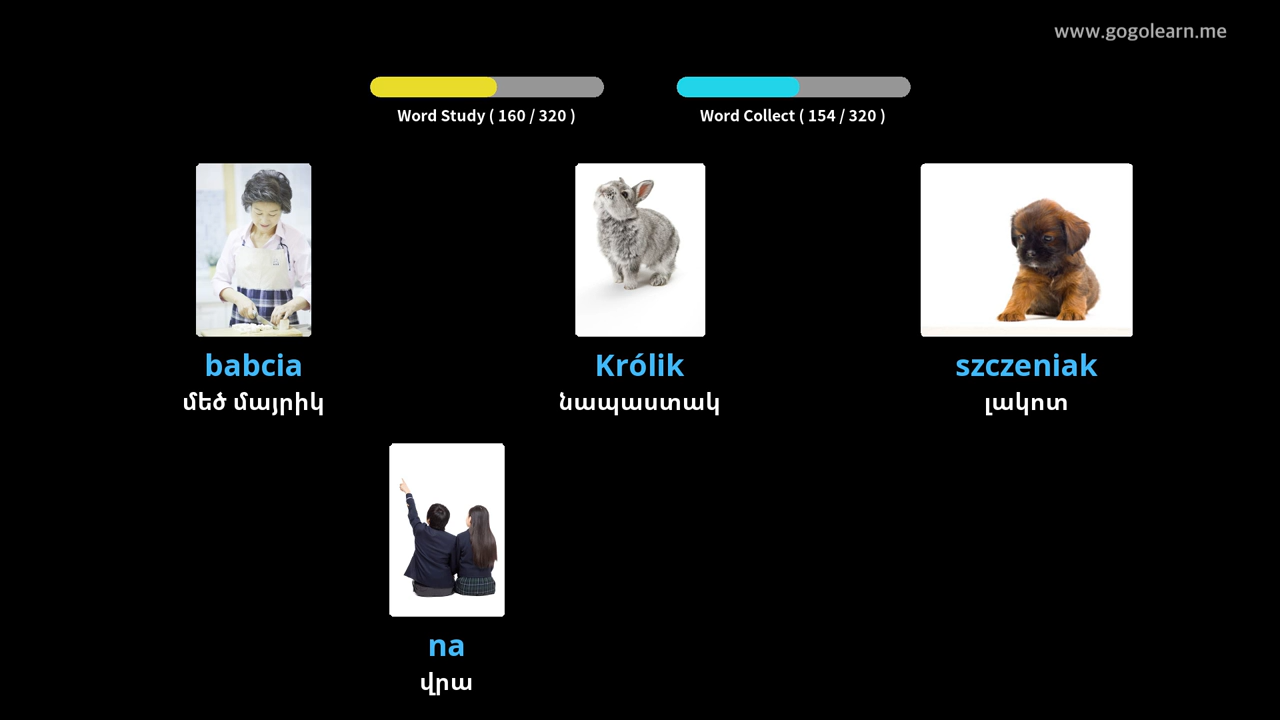 www.gogolearn.me
Word Study ( 160 / 320 )
Word Collect ( 154 / 320 )
babcia
մեծ մայրիկ
Królik
նապաստակ
szczeniak
լակոտ
na
վրա